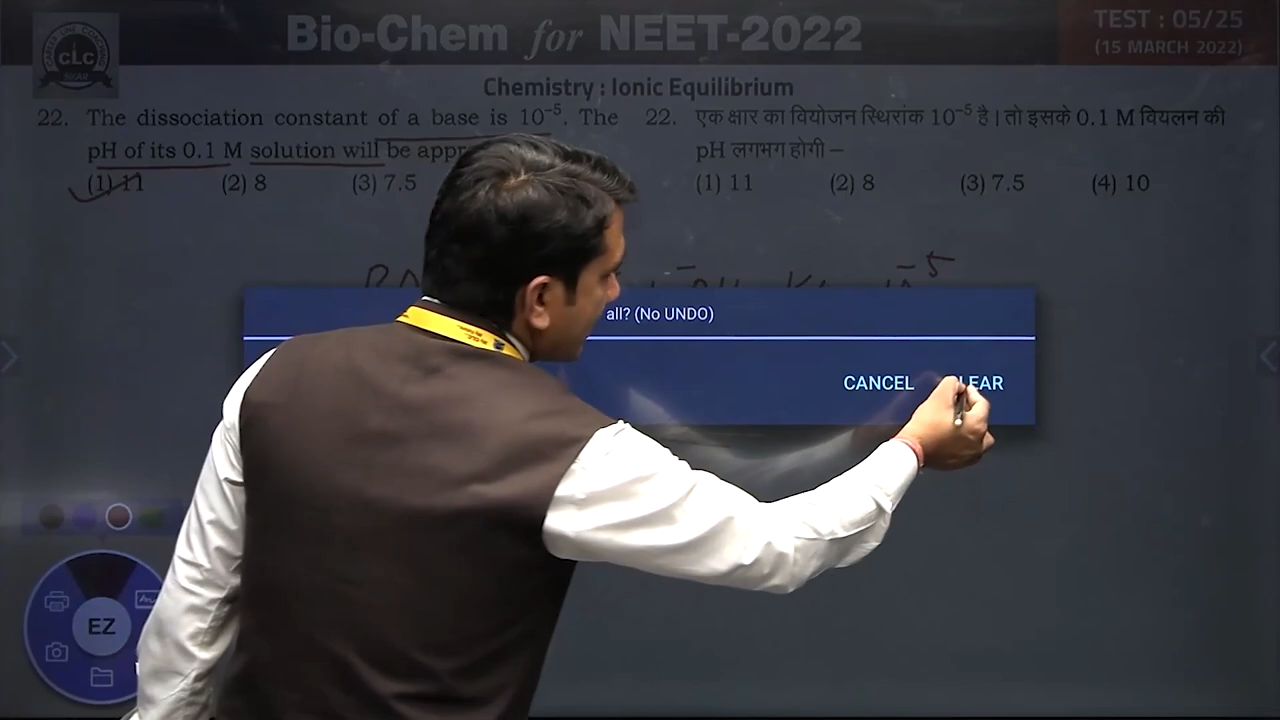 Bio-Chem for NEET-2022
TEST : 05/25
(15 MARCH 2022)
CLC
Chemistry : Ionic Equilibrium
22. The dissociation constant of a base is 10⁻⁵. The
pH of its 0.1 M solution will be
(1) 11 (2) 8 (3) 7.5
22. एक क्षार का वियोजन स्थिरांक 10⁻⁵ है। तो इसके 0.1 M वियलन की
pH लगभग होगी –
(1) 11 (2) 8 (3) 7.5 (4) 10
all? (No UNDO)
CANCEL
EZ